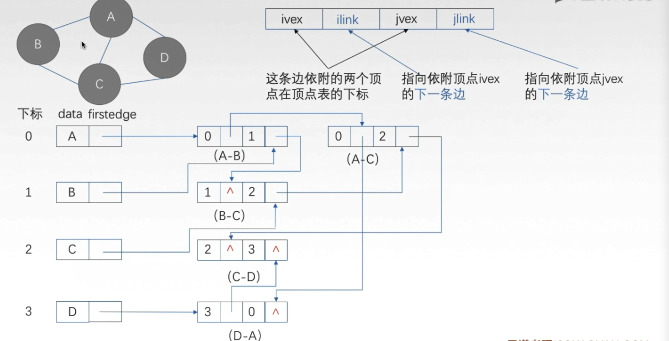 A
B
D
C
ivex ilink jvex jlink
这条边依附的两个顶
点在顶点表的下标
指向依附顶点ivex
的下一条边
指向依附顶点jvex
的下一条边
下标 data firstedge
0 A 0 1 0 2
(A-B) (A-C)
1 B 1 ^ 2
(B-C)
2 C 2 ^ 3 ^
(C-D)
3 D 3 0 ^
(D-A)